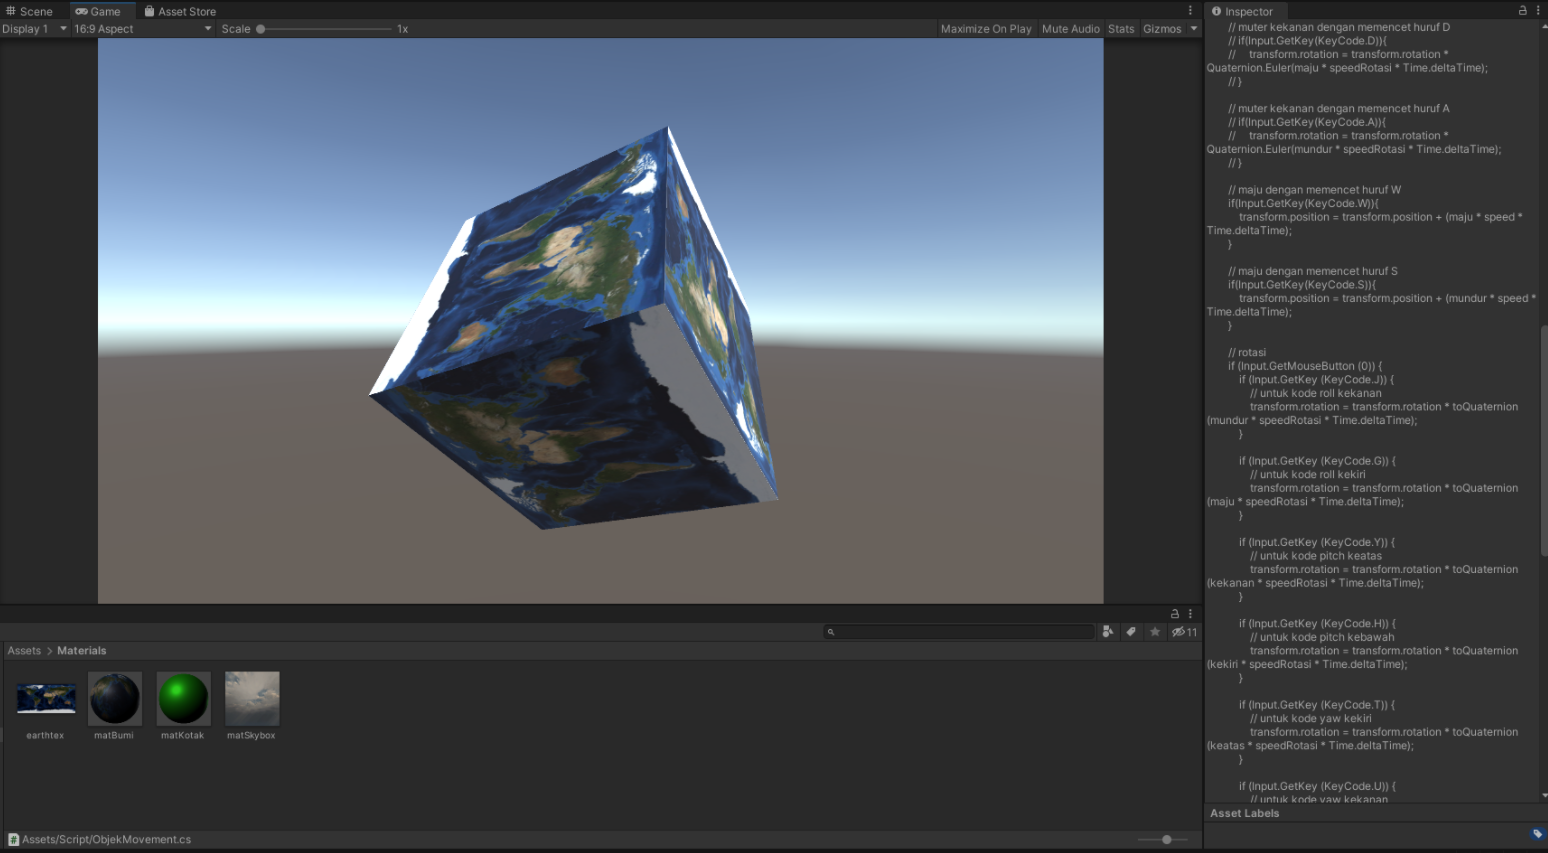 Scene
Game
Asset Store
Display 1
16:9 Aspect
Scale
1x
Maximize On Play
Mute Audio
Stats
Gizmos
11
Assets > Materials
earthtex
matBumi
matKotak
matSkybox
Assets/Script/ObjekMovement.cs
Inspector
// muter kekanan dengan memencet huruf D
// if(Input.GetKey(KeyCode.D)){
// transform.rotation = transform.rotation *
Quaternion.Euler(maju * speedRotasi * Time.deltaTime);
// }
// muter kekanan dengan memencet huruf A
// if(Input.GetKey(KeyCode.A)){
// transform.rotation = transform.rotation *
Quaternion.Euler(mundur * speedRotasi * Time.deltaTime);
// }
// maju dengan memencet huruf W
if(Input.GetKey(KeyCode.W)){
transform.position = transform.position + (maju * speed *
Time.deltaTime);
}
// maju dengan memencet huruf S
if(Input.GetKey(KeyCode.S)){
transform.position = transform.position + (mundur * speed *
Time.deltaTime);
}
// rotasi
if (Input.GetMouseButton (0)) {
if (Input.GetKey (KeyCode.J)) {
// untuk kode roll kekanan
transform.rotation = transform.rotation * toQuaternion
(mundur * speedRotasi * Time.deltaTime);
}
if (Input.GetKey (KeyCode.G)) {
// untuk kode roll kekiri
transform.rotation = transform.rotation * toQuaternion
(maju * speedRotasi * Time.deltaTime);
}
if (Input.GetKey (KeyCode.Y)) {
// untuk kode pitch keatas
transform.rotation = transform.rotation * toQuaternion
(kekanan * speedRotasi * Time.deltaTime);
}
if (Input.GetKey (KeyCode.H)) {
// untuk kode pitch kebawah
transform.rotation = transform.rotation * toQuaternion
(kekiri * speedRotasi * Time.deltaTime);
}
if (Input.GetKey (KeyCode.T)) {
// untuk kode yaw kekiri
transform.rotation = transform.rotation * toQuaternion
(keatas * speedRotasi * Time.deltaTime);
}
if (Input.GetKey (KeyCode.U)) {
// untuk kode yaw kekanan
Asset Labels